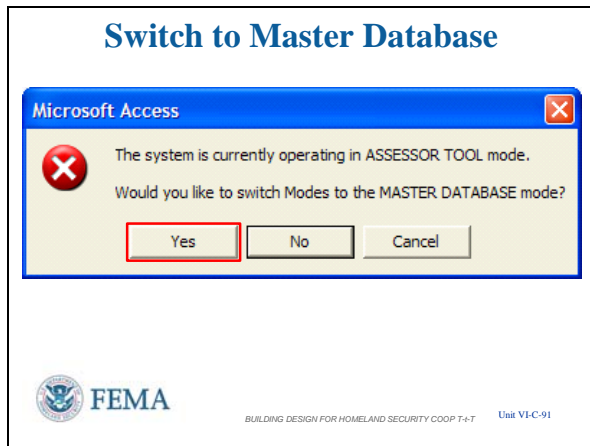 Switch to Master Database
Microsoft Access
The system is currently operating in ASSESSOR TOOL mode.
Would you like to switch Modes to the MASTER DATABASE mode?
Yes No Cancel
FEMA
BUILDING DESIGN FOR HOMELAND SECURITY COOP T-t-T
Unit VI-C-91